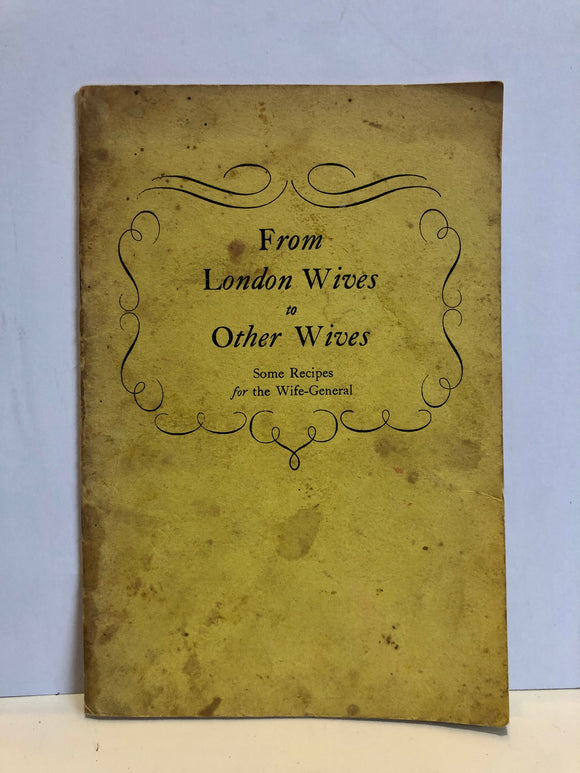 From
London Wives
to
Other Wives
Some Recipes
for the Wife-General